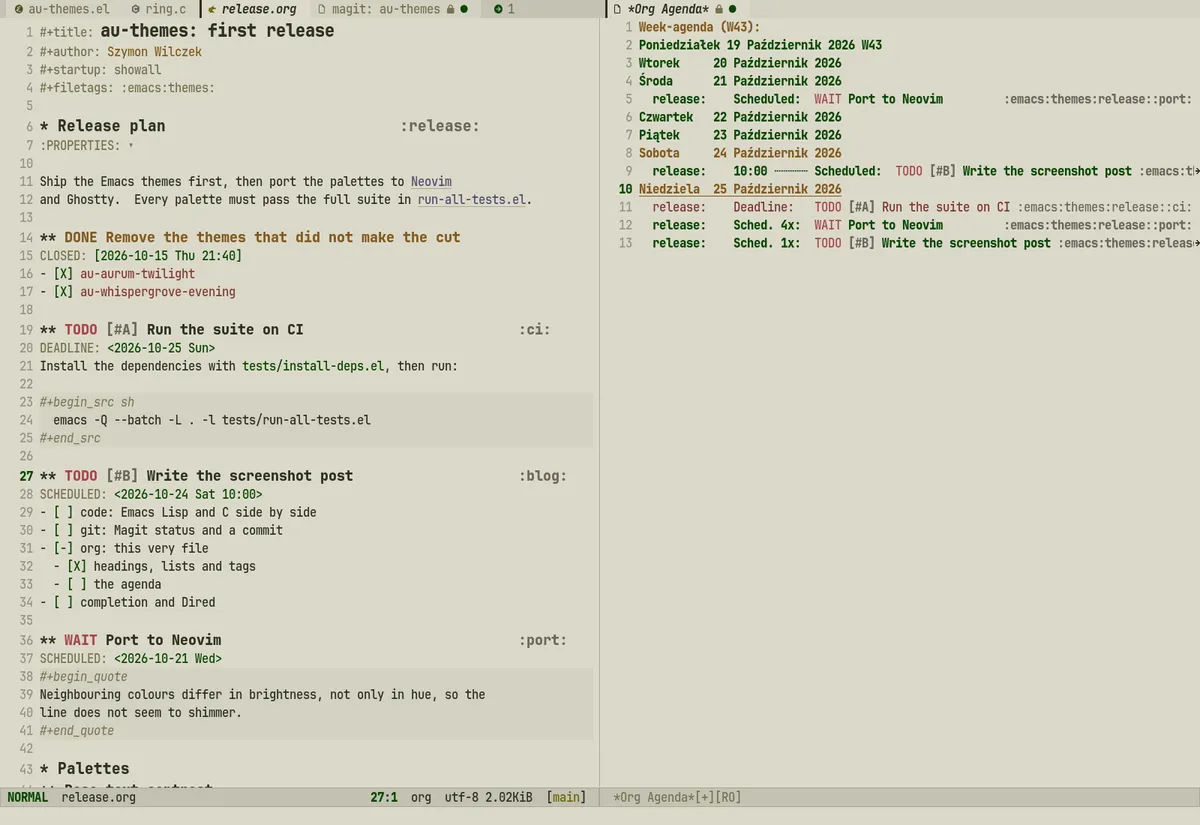 au-themes.el ring.c release.org magit: au-themes 1
1 #+title: au-themes: first release
2 #+author: Szymon Wilczek
3 #+startup: showall
4 #+filetags: :emacs:themes:
5
6 * Release plan :release:
7 :PROPERTIES:
10
11 Ship the Emacs themes first, then port the palettes to Neovim
12 and Ghostty.  Every palette must pass the full suite in run-all-tests.el.
13
14 ** DONE Remove the themes that did not make the cut
15 CLOSED: [2026-10-15 Thu 21:40]
16 - [X] au-aurum-twilight
17 - [X] au-whispergrove-evening
18
19 ** TODO [#A] Run the suite on CI :ci:
20 DEADLINE: <2026-10-25 Sun>
21 Install the dependencies with tests/install-deps.el, then run:
22
23 #+begin_src sh
24   emacs -Q --batch -L . -l tests/run-all-tests.el
25 #+end_src
26
27 ** TODO [#B] Write the screenshot post :blog:
28 SCHEDULED: <2026-10-24 Sat 10:00>
29 - [ ] code: Emacs Lisp and C side by side
30 - [ ] git: Magit status and a commit
31 - [-] org: this very file
32   - [X] headings, lists and tags
33   - [ ] the agenda
34 - [ ] completion and Dired
35
36 ** WAIT Port to Neovim :port:
37 SCHEDULED: <2026-10-21 Wed>
38 #+begin_quote
39 Neighbouring colours differ in brightness, not only in hue, so the
40 line does not seem to shimmer.
41 #+end_quote
42
43 * Palettes
NORMAL release.org 27:1 org utf-8 2.02KiB [main]
*Org Agenda*
1 Week-agenda (W43):
2 Poniedziałek 19 Październik 2026 W43
3 Wtorek 20 Październik 2026
4 Środa 21 Październik 2026
5 release: Scheduled: WAIT Port to Neovim :emacs:themes:release::port:
6 Czwartek 22 Październik 2026
7 Piątek 23 Październik 2026
8 Sobota 24 Październik 2026
9 release: 10:00 ┄┄┄┄┄ Scheduled: TODO [#B] Write the screenshot post :emacs:t
10 Niedziela 25 Październik 2026
11 release: Deadline: TODO [#A] Run the suite on CI :emacs:themes:release::ci:
12 release: Sched. 4x: WAIT Port to Neovim :emacs:themes:release::port:
13 release: Sched. 1x: TODO [#B] Write the screenshot post :emacs:themes:releas
*Org Agenda*[+][RO]